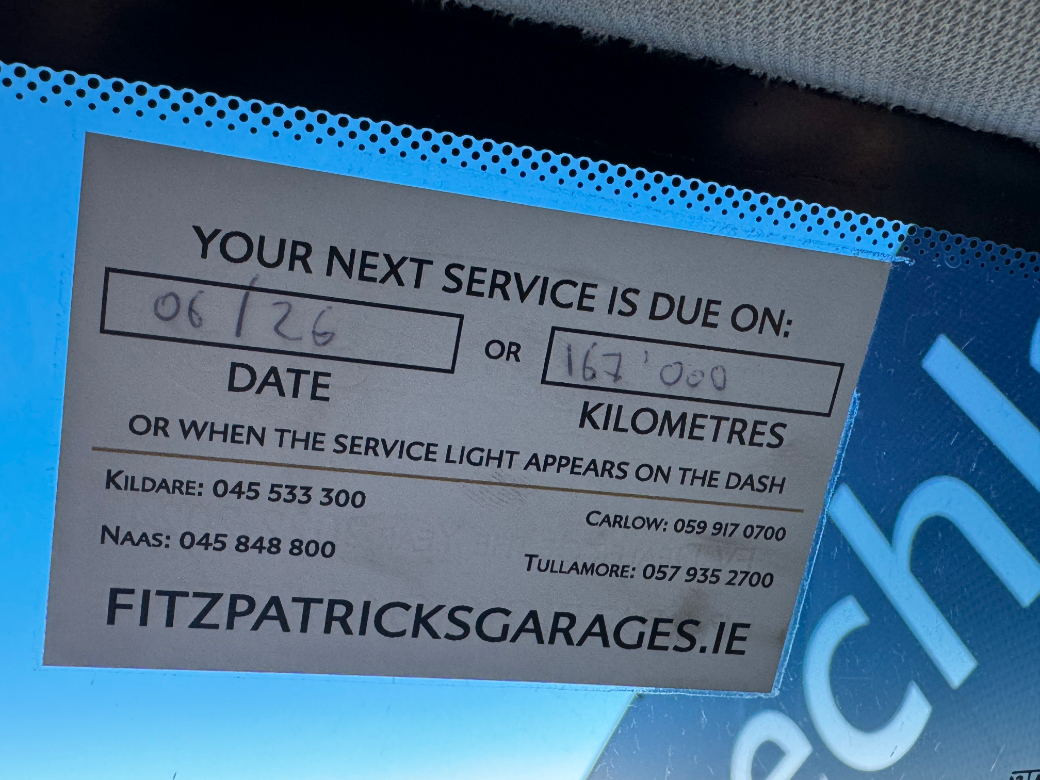 YOUR NEXT SERVICE IS DUE ON:
06/26 OR 167'000
DATE KILOMETRES
OR WHEN THE SERVICE LIGHT APPEARS ON THE DASH
KILDARE: 045 533 300 CARLOW: 059 917 0700
NAAS: 045 848 800 TULLAMORE: 057 935 2700
FITZPATRICKSGARAGES.IE
ech